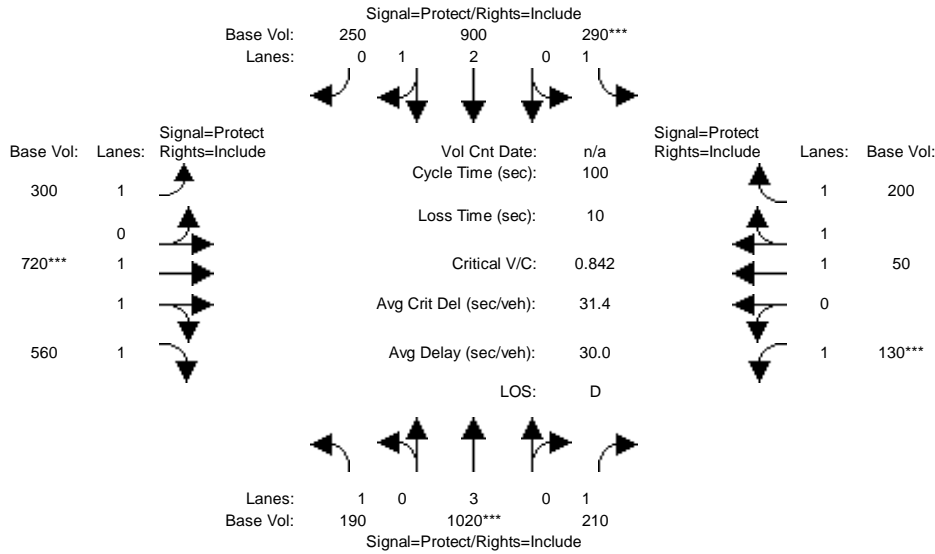 Signal=Protect/Rights=Include
Base Vol: 250 900 290***
Lanes: 0 1 2 0 1
Signal=Protect
Base Vol: Lanes: Rights=Include
Vol Cnt Date: n/a
Signal=Protect
Rights=Include Lanes: Base Vol:
Cycle Time (sec): 100
300 1
1 200
0
Loss Time (sec): 10
1
720*** 1
Critical V/C: 0.842
1 50
1
Avg Crit Del (sec/veh): 31.4
0
560 1
Avg Delay (sec/veh): 30.0
1 130***
LOS: D
Lanes: 1 0 3 0 1
Base Vol: 190 1020*** 210
Signal=Protect/Rights=Include